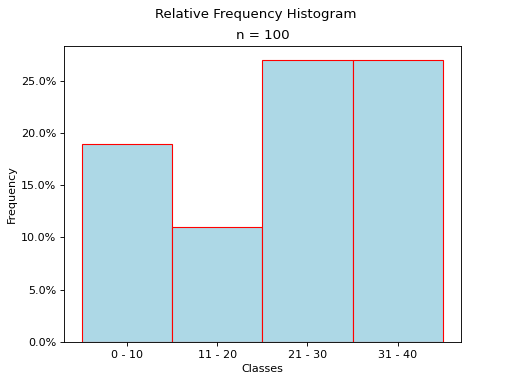 Relative Frequency Histogram
n = 100
25.0%
20.0%
15.0%
10.0%
5.0%
0.0%
Frequency
0 - 10
11 - 20
21 - 30
31 - 40
Classes